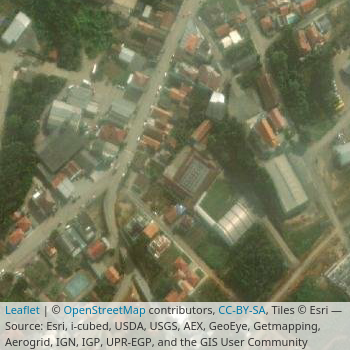 Leaflet | © OpenStreetMap contributors, CC-BY-SA, Tiles © Esri —
Source: Esri, i-cubed, USDA, USGS, AEX, GeoEye, Getmapping,
Aerogrid, IGN, IGP, UPR-EGP, and the GIS User Community